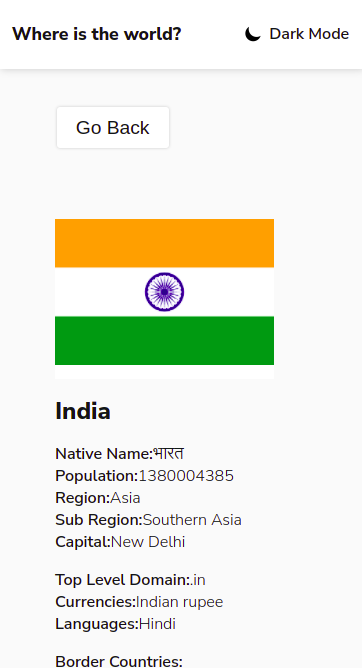 Where is the world?
Dark Mode
Go Back
India
Native Name:भारत
Population:1380004385
Region:Asia
Sub Region:Southern Asia
Capital:New Delhi
Top Level Domain:.in
Currencies:Indian rupee
Languages:Hindi
Border Countries: